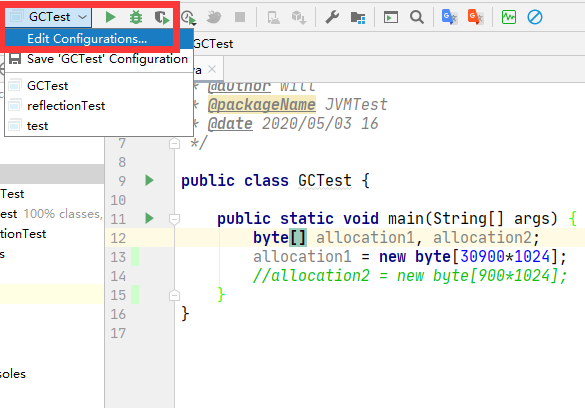 GCTest
Edit Configurations...
GCTest
Save 'GCTest' Configuration
GCTest
reflectionTest
test
* @author Will
* @packageName JVMTest
* @date 2020/05/03 16
7 */
8
9 public class GCTest {
10
11 public static void main(String[] args) {
12 byte[] allocation1, allocation2;
13 allocation1 = new byte[30900*1024];
14 //allocation2 = new byte[900*1024];
15 }
16 }
17
Test
est 100% classes,
tionTest
s
soles